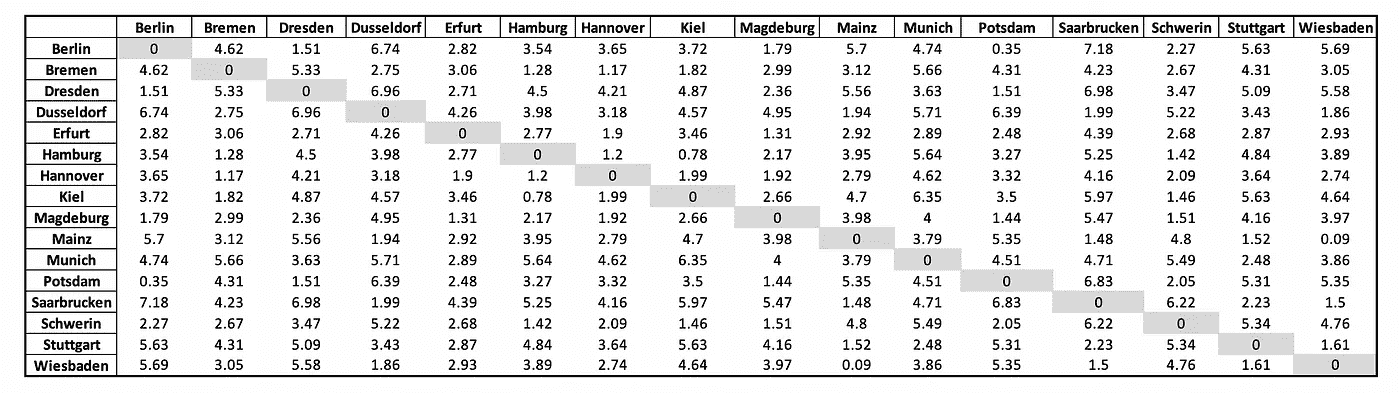 Berlin Bremen Dresden Dusseldorf Erfurt Hamburg Hannover Kiel Magdeburg Mainz Munich Potsdam Saarbrucken Schwerin Stuttgart Wiesbaden
Berlin 0 4.62 1.51 6.74 2.82 3.54 3.65 3.72 1.79 5.7 4.74 0.35 7.18 2.27 5.63 5.69
Bremen 4.62 0 5.33 2.75 3.06 1.28 1.17 1.82 2.99 3.12 5.66 4.31 4.23 2.67 4.31 3.05
Dresden 1.51 5.33 0 6.96 2.71 4.5 4.21 4.87 2.36 5.56 3.63 1.51 6.98 3.47 5.09 5.58
Dusseldorf 6.74 2.75 6.96 0 4.26 3.98 3.18 4.57 4.95 1.94 5.71 6.39 1.99 5.22 3.43 1.86
Erfurt 2.82 3.06 2.71 4.26 0 2.77 1.9 3.46 1.31 2.92 2.89 2.48 4.39 2.68 2.87 2.93
Hamburg 3.54 1.28 4.5 3.98 2.77 0 1.2 0.78 2.17 3.95 5.64 3.27 5.25 1.42 4.84 3.89
Hannover 3.65 1.17 4.21 3.18 1.9 1.2 0 1.99 1.92 2.79 4.62 3.32 4.16 2.09 3.64 2.74
Kiel 3.72 1.82 4.87 4.57 3.46 0.78 1.99 0 2.66 4.7 6.35 3.5 5.97 1.46 5.63 4.64
Magdeburg 1.79 2.99 2.36 4.95 1.31 2.17 1.92 2.66 0 3.98 4 1.44 5.47 1.51 4.16 3.97
Mainz 5.7 3.12 5.56 1.94 2.92 3.95 2.79 4.7 3.98 0 3.79 5.35 1.48 4.8 1.52 0.09
Munich 4.74 5.66 3.63 5.71 2.89 5.64 4.62 6.35 4 3.79 0 4.51 4.71 5.49 2.48 3.86
Potsdam 0.35 4.31 1.51 6.39 2.48 3.27 3.32 3.5 1.44 5.35 4.51 0 6.83 2.05 5.31 5.35
Saarbrucken 7.18 4.23 6.98 1.99 4.39 5.25 4.16 5.97 5.47 1.48 4.71 6.83 0 6.22 2.23 1.5
Schwerin 2.27 2.67 3.47 5.22 2.68 1.42 2.09 1.46 1.51 4.8 5.49 2.05 6.22 0 5.34 4.76
Stuttgart 5.63 4.31 5.09 3.43 2.87 4.84 3.64 5.63 4.16 1.52 2.48 5.31 2.23 5.34 0 1.61
Wiesbaden 5.69 3.05 5.58 1.86 2.93 3.89 2.74 4.64 3.97 0.09 3.86 5.35 1.5 4.76 1.61 0